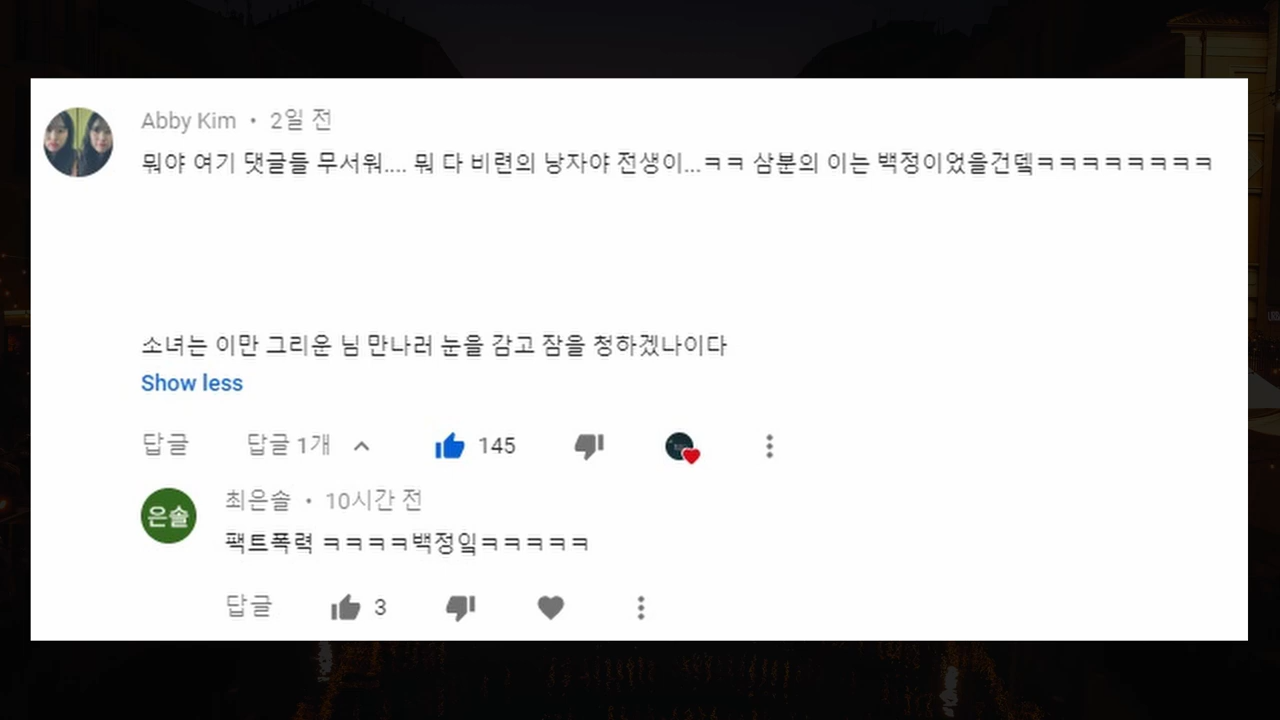 Abby Kim • 2일 전
뭐야 여기 댓글들 무서워.... 뭐 다 비련의 낭자야 전생이...ㅋㅋ 삼분의 이는 백정이었을건뎈ㅋㅋㅋㅋㅋㅋㅋㅋ
소녀는 이만 그리운 님 만나러 눈을 감고 잠을 청하겠나이다
Show less
답글 답글 1개 145
은솔
최은솔 • 10시간 전
팩트폭력 ㅋㅋㅋㅋ백정잌ㅋㅋㅋㅋㅋ
답글 3